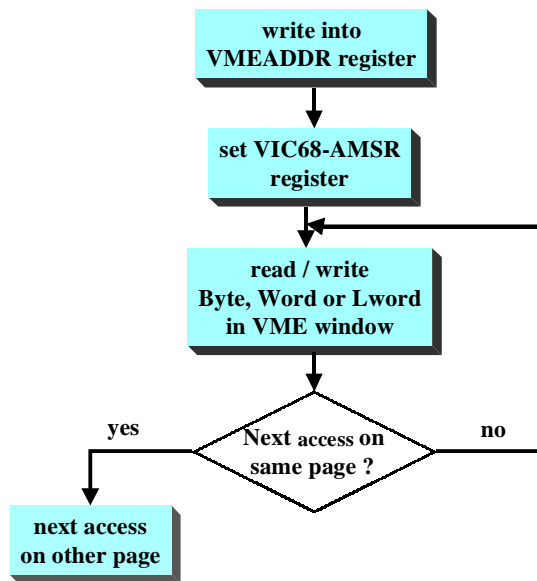 write into
VMEADDR register
set VIC68-AMSR
register
read / write
Byte, Word or Lword
in VME window
yes
Next access on
same page ?
no
next access
on other page